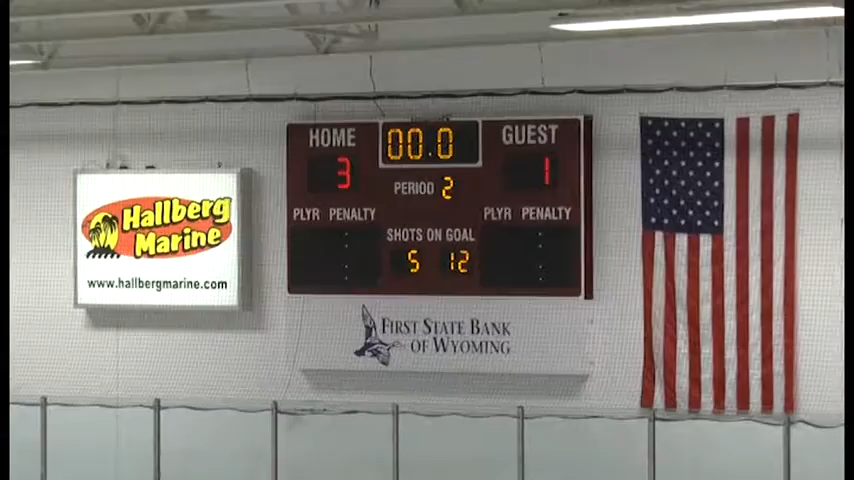 HOME 00.0 GUEST
3 PERIOD 2 1
PLYR PENALTY PLYR PENALTY
SHOTS ON GOAL
5 12
Hallberg
Marine
www.hallbergmarine.com
FIRST STATE BANK
OF WYOMING